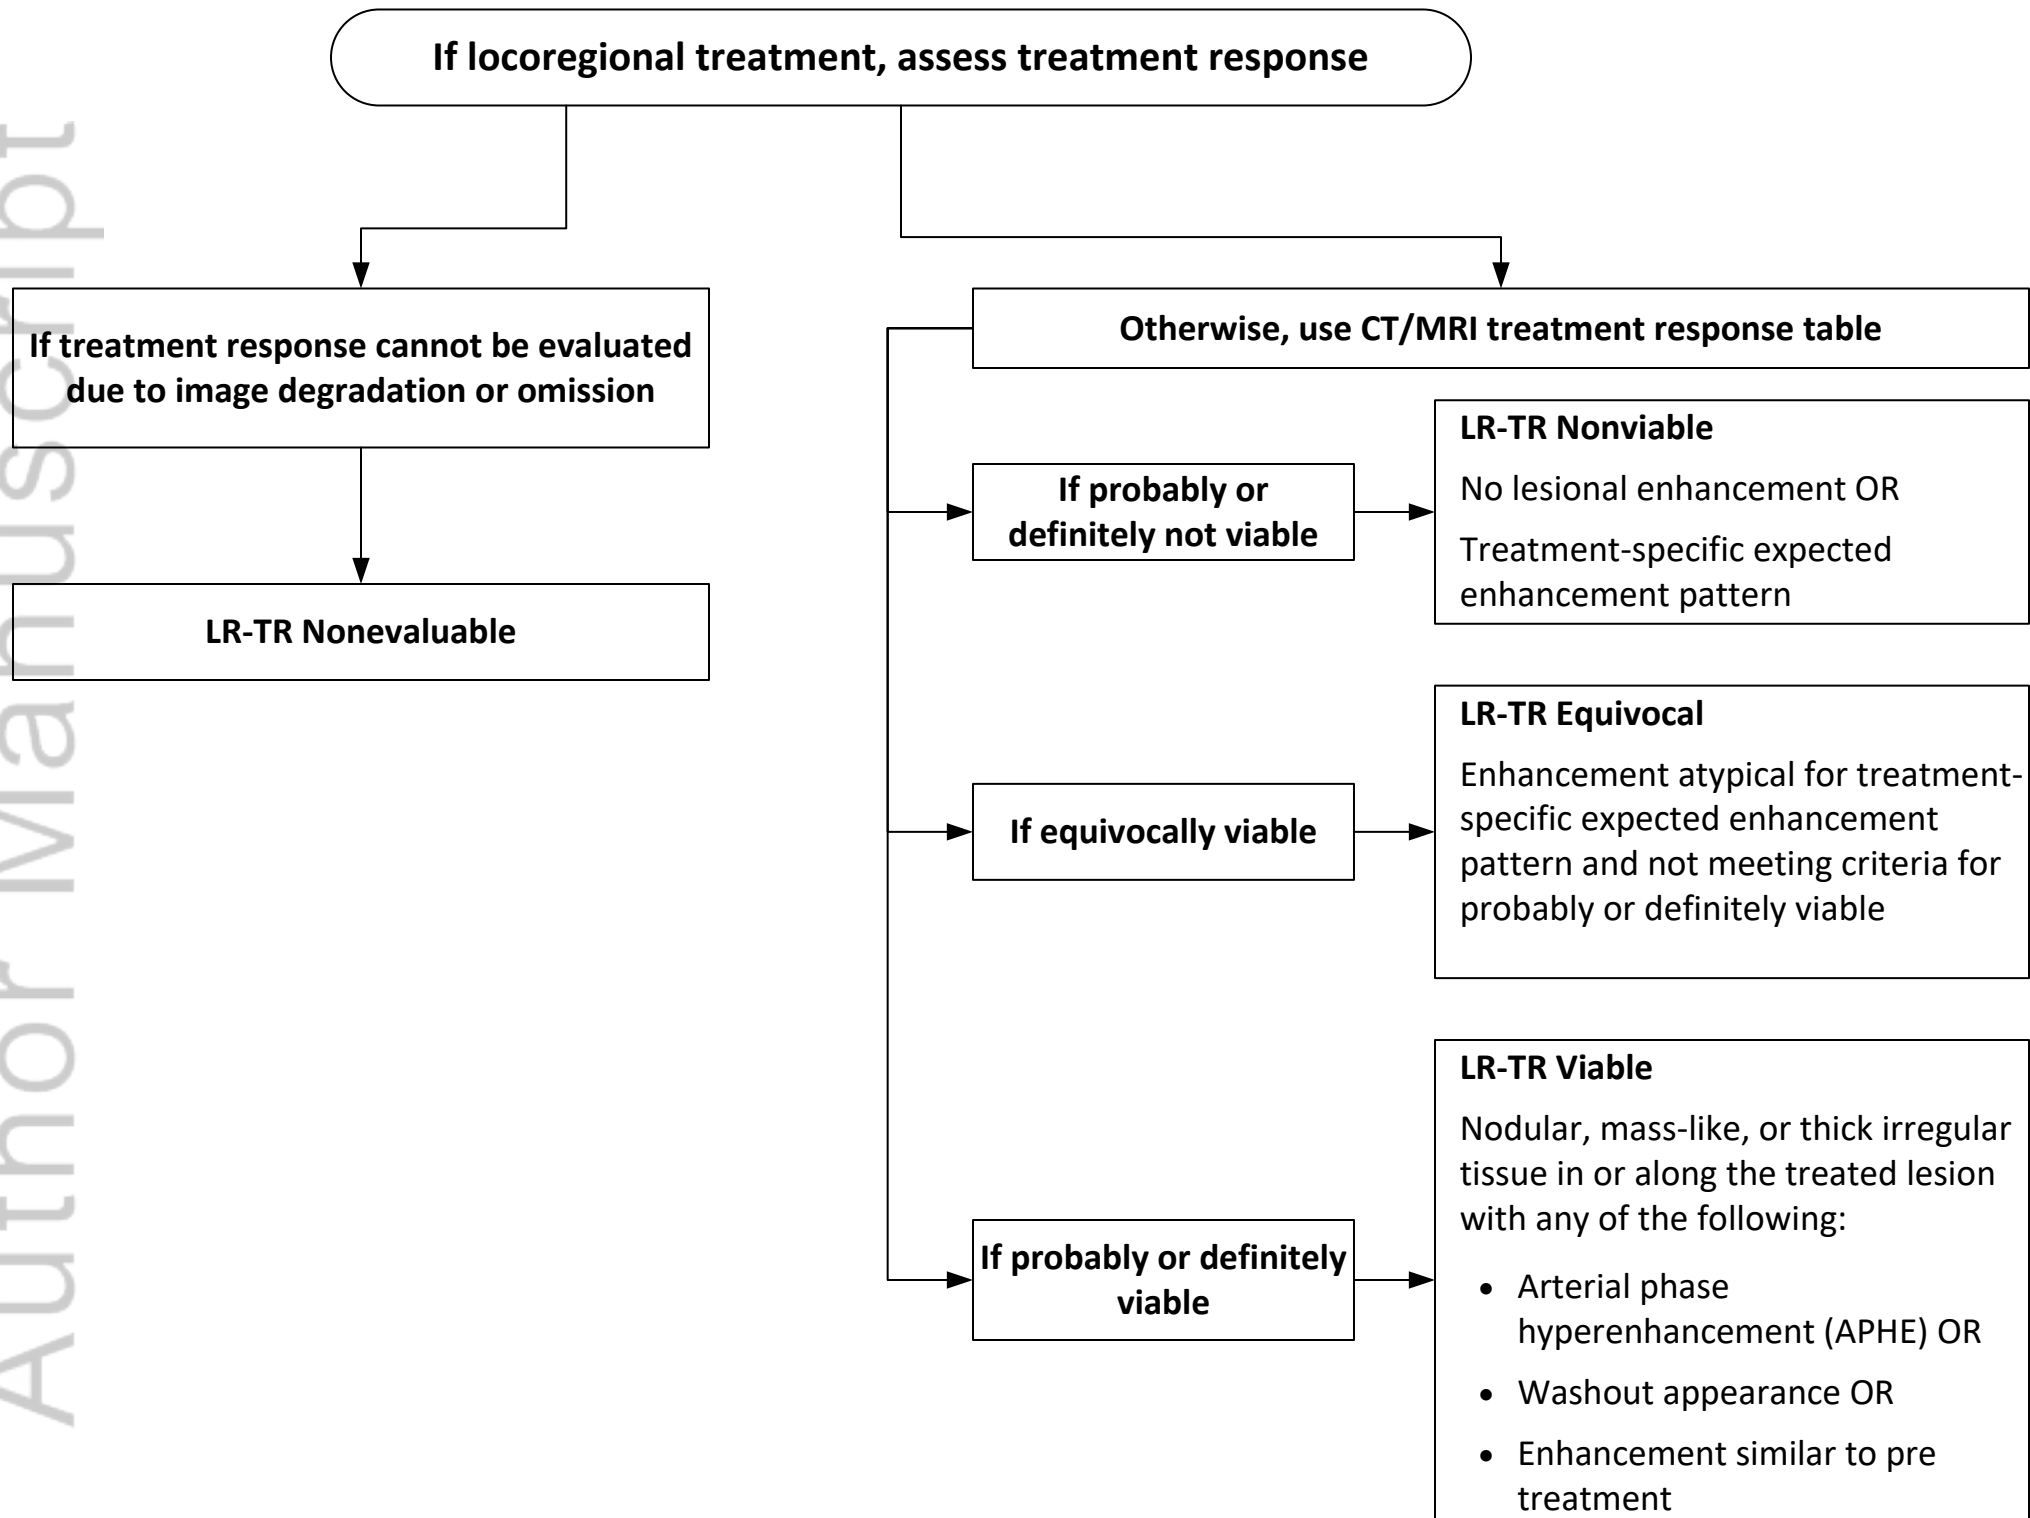 If locoregional treatment, assess treatment response
If treatment response cannot be evaluated
due to image degradation or omission
LR-TR Nonevaluable
Otherwise, use CT/MRI treatment response table
If probably or
definitely not viable
LR-TR Nonviable
No lesional enhancement OR
Treatment-specific expected
enhancement pattern
If equivocally viable
LR-TR Equivocal
Enhancement atypical for treatment-
specific expected enhancement
pattern and not meeting criteria for
probably or definitely viable
If probably or definitely
viable
LR-TR Viable
Nodular, mass-like, or thick irregular
tissue in or along the treated lesion
with any of the following:
• Arterial phase
hyperenhancement (APHE) OR
• Washout appearance OR
• Enhancement similar to pre
treatment
Author Manuscript